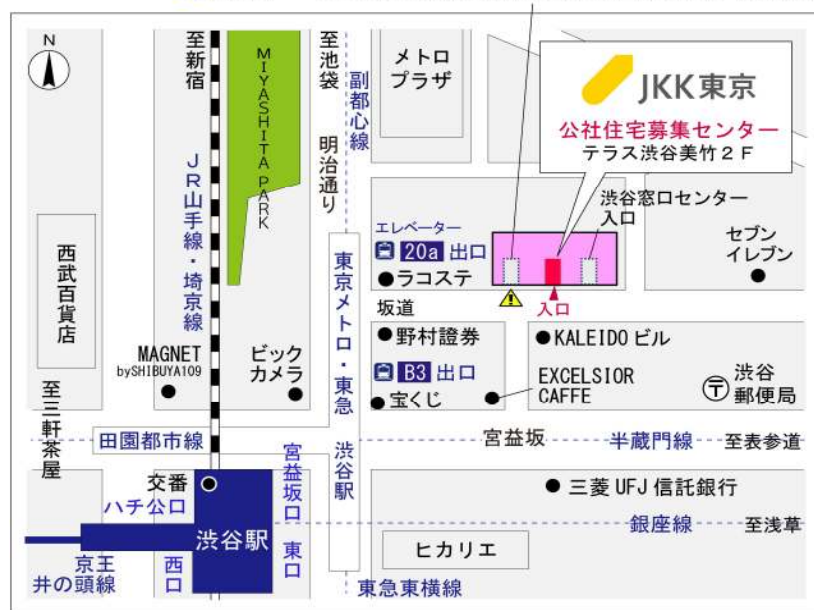 N
至新宿
MIYASHITA PARK
至池袋
副都心線
明治通り
メトロ
プラザ
JKK東京
公社住宅募集センター
テラス渋谷美竹2F
JR山手線・埼京線
渋谷窓口センター
入口
エレベーター
20a 出口
ラコステ
セブン
イレブン
西武百貨店
東京メトロ・東急 渋谷駅
入口
坂道
野村證券
KALEIDO ビル
MAGNET
bySHIBUYA109
ビック
カメラ
B3 出口
EXCELSIOR
CAFFE
〒 渋谷
郵便局
宝くじ
至三軒茶屋
田園都市線
宮益坂
半蔵門線
至表参道
宮益坂口
交番
三菱 UFJ 信託銀行
ハチ公口
渋谷駅
東口
銀座線
至浅草
西口
ヒカリエ
京王
井の頭線
東急東横線